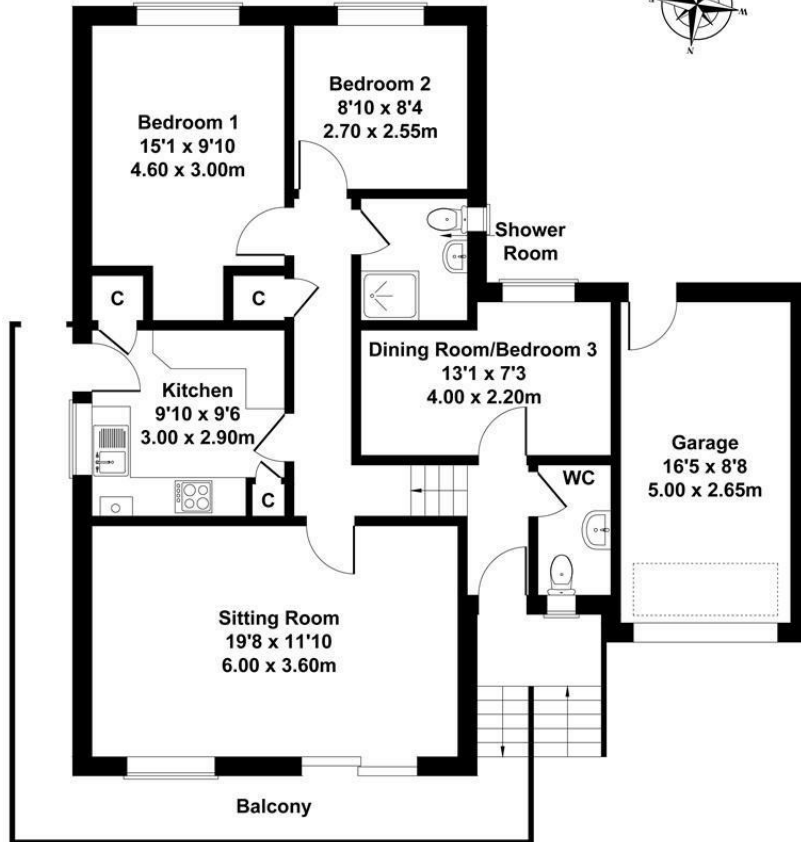 W
N
Bedroom 1
15'1 x 9'10
4.60 x 3.00m
Bedroom 2
8'10 x 8'4
2.70 x 2.55m
Shower
Room
C
C
Dining Room/Bedroom 3
13'1 x 7'3
4.00 x 2.20m
Kitchen
9'10 x 9'6
3.00 x 2.90m
C
WC
Garage
16'5 x 8'8
5.00 x 2.65m
Sitting Room
19'8 x 11'10
6.00 x 3.60m
Balcony